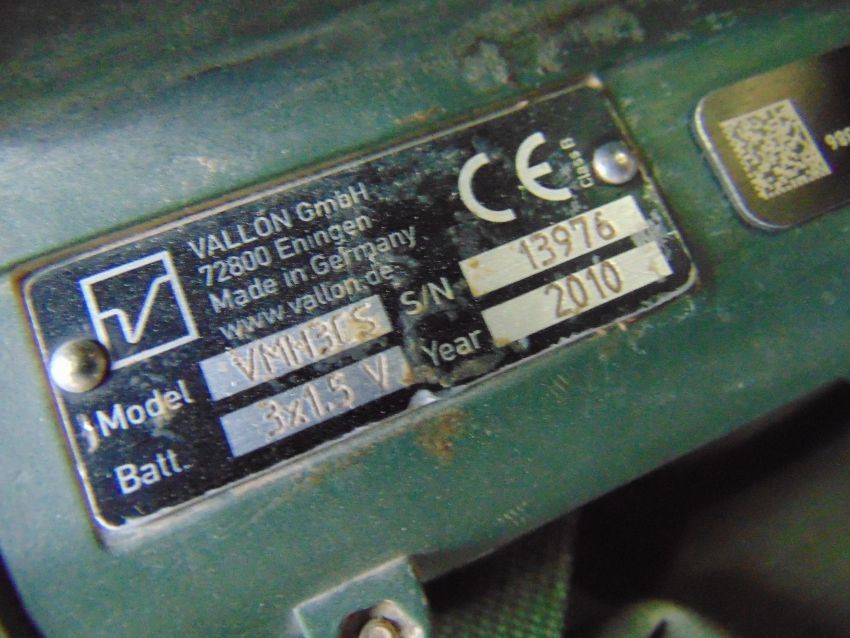 VALLON GmbH
72800 Eningen
Made in Germany
www.vallon.de
CE Class B
Model VMH3CS
S/N 13976
Batt. 3x1.5 V
Year 2010